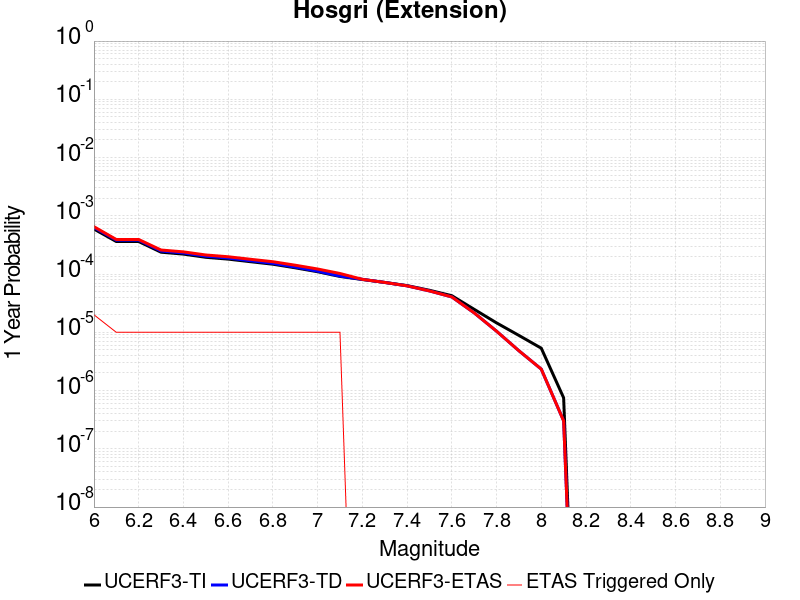 Hosgri (Extension)
10^0
10^-1
10^-2
10^-3
10^-4
10^-5
10^-6
10^-7
10^-8
1 Year Probability
6 6.2 6.4 6.6 6.8 7 7.2 7.4 7.6 7.8 8 8.2 8.4 8.6 8.8 9
Magnitude
UCERF3-TI UCERF3-TD UCERF3-ETAS ETAS Triggered Only